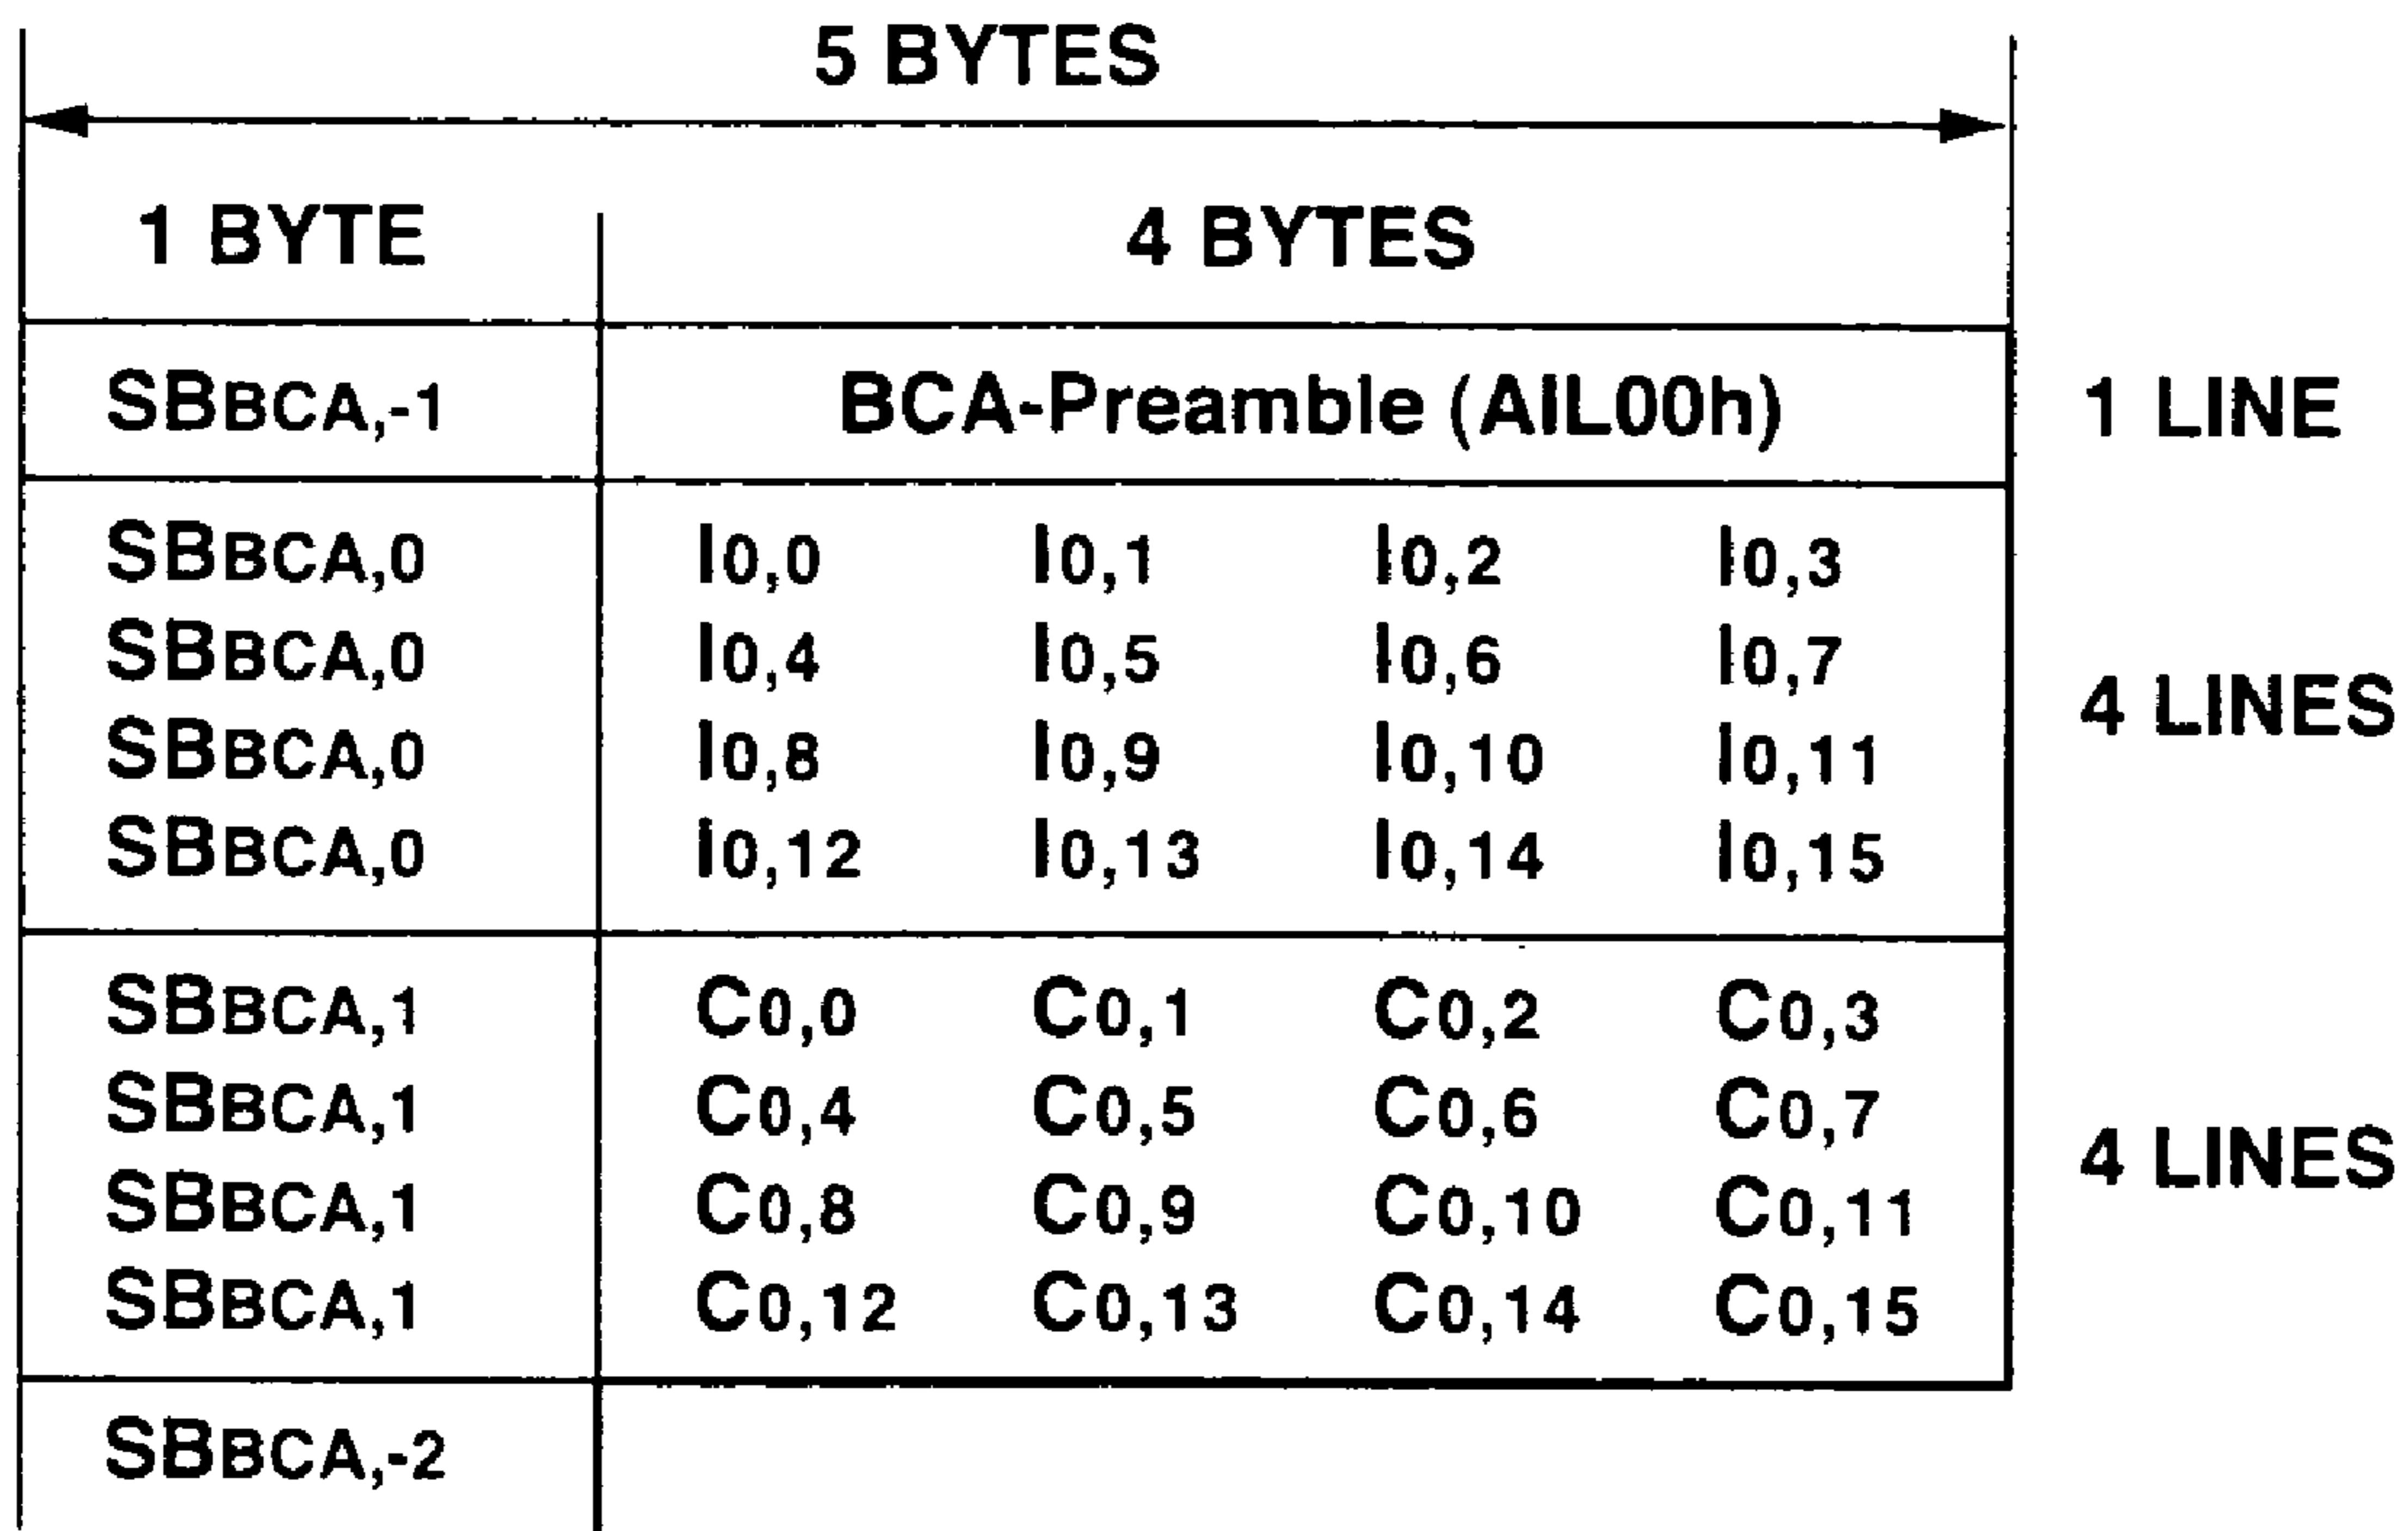 5 BYTES
1 BYTE 4 BYTES
SBBCA,-1 BCA-Preamble (AlL00h) 1 LINE
SBBCA,0 I0,0 I0,1 I0,2 I0,3
SBBCA,0 I0,4 I0,5 I0,6 I0,7
4 LINES
SBBCA,0 I0,8 I0,9 I0,10 I0,11
SBBCA,0 I0,12 I0,13 I0,14 I0,15
SBBCA,1 C0,0 C0,1 C0,2 C0,3
SBBCA,1 C0,4 C0,5 C0,6 C0,7
4 LINES
SBBCA,1 C0,8 C0,9 C0,10 C0,11
SBBCA,1 C0,12 C0,13 C0,14 C0,15
SBBCA,-2